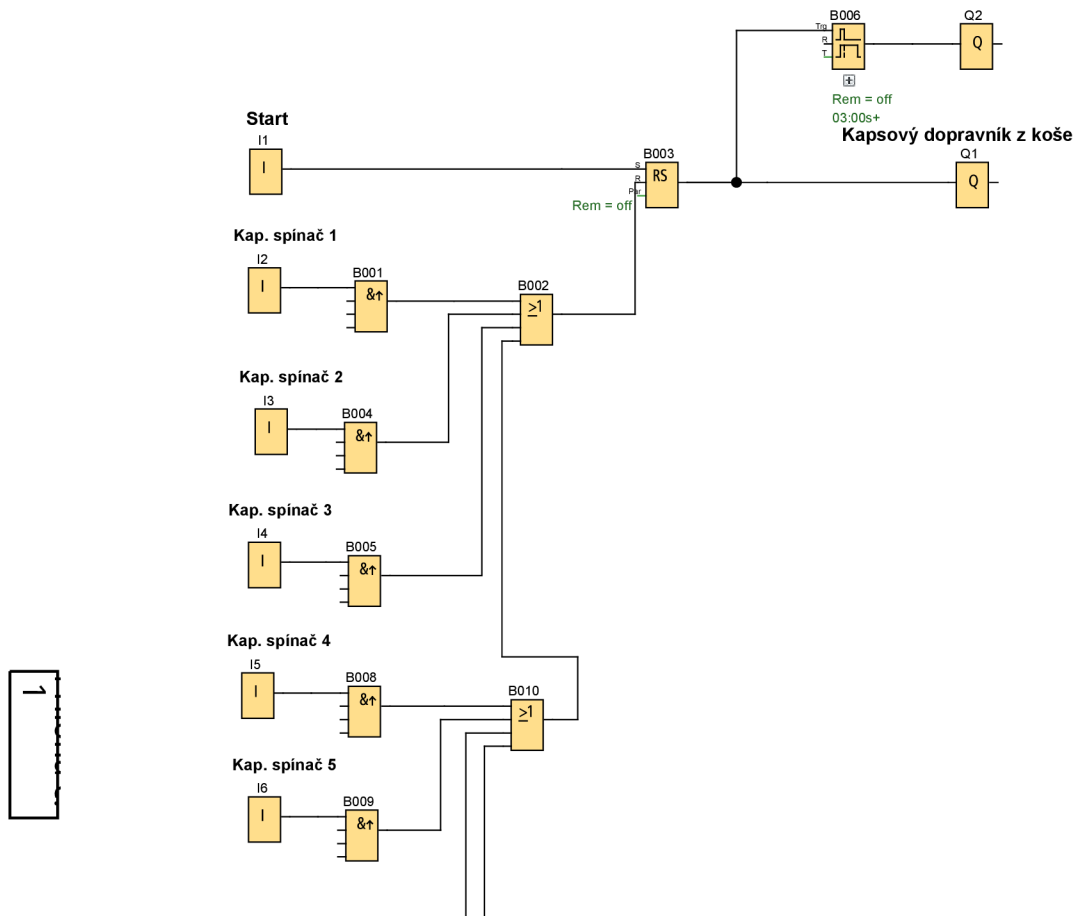 B006
Q2
Trg
R
T
Q
Rem = off
03:00s+
Kapsový dopravník z koše
Start
I1
I
B003
S
R
Par
RS
Rem = off
Q1
Q
Kap. spínač 1
I2
I
B001
&↑
B002
≥1
Kap. spínač 2
I3
I
B004
&↑
Kap. spínač 3
I4
I
B005
&↑
Kap. spínač 4
I5
I
B008
&↑
B010
≥1
Kap. spínač 5
I6
I
B009
&↑
1